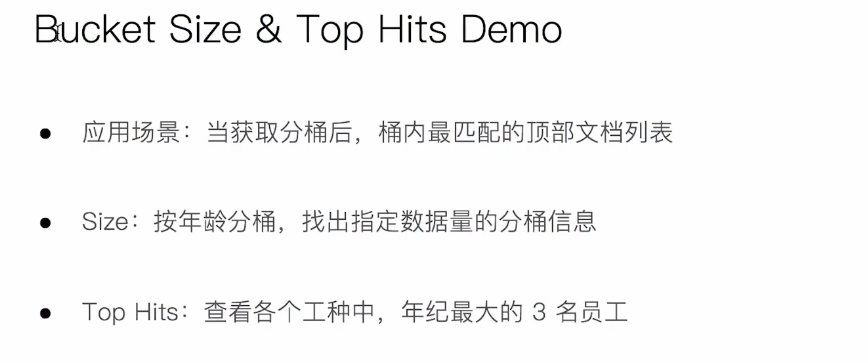 Bucket Size & Top Hits Demo
● 应用场景：当获取分桶后，桶内最匹配的顶部文档列表
● Size：按年龄分桶，找出指定数据量的分桶信息
● Top Hits：查看各个工种中，年纪最大的 3 名员工